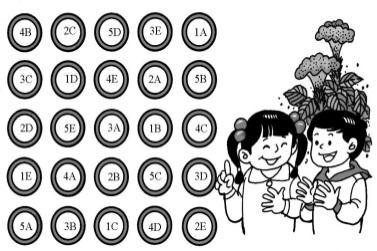 4B 2C 5D 3E 1A
3C 1D 4E 2A 5B
2D 5E 3A 1B 4C
1E 4A 2B 5C 3D
5A 3B 1C 4D 2E